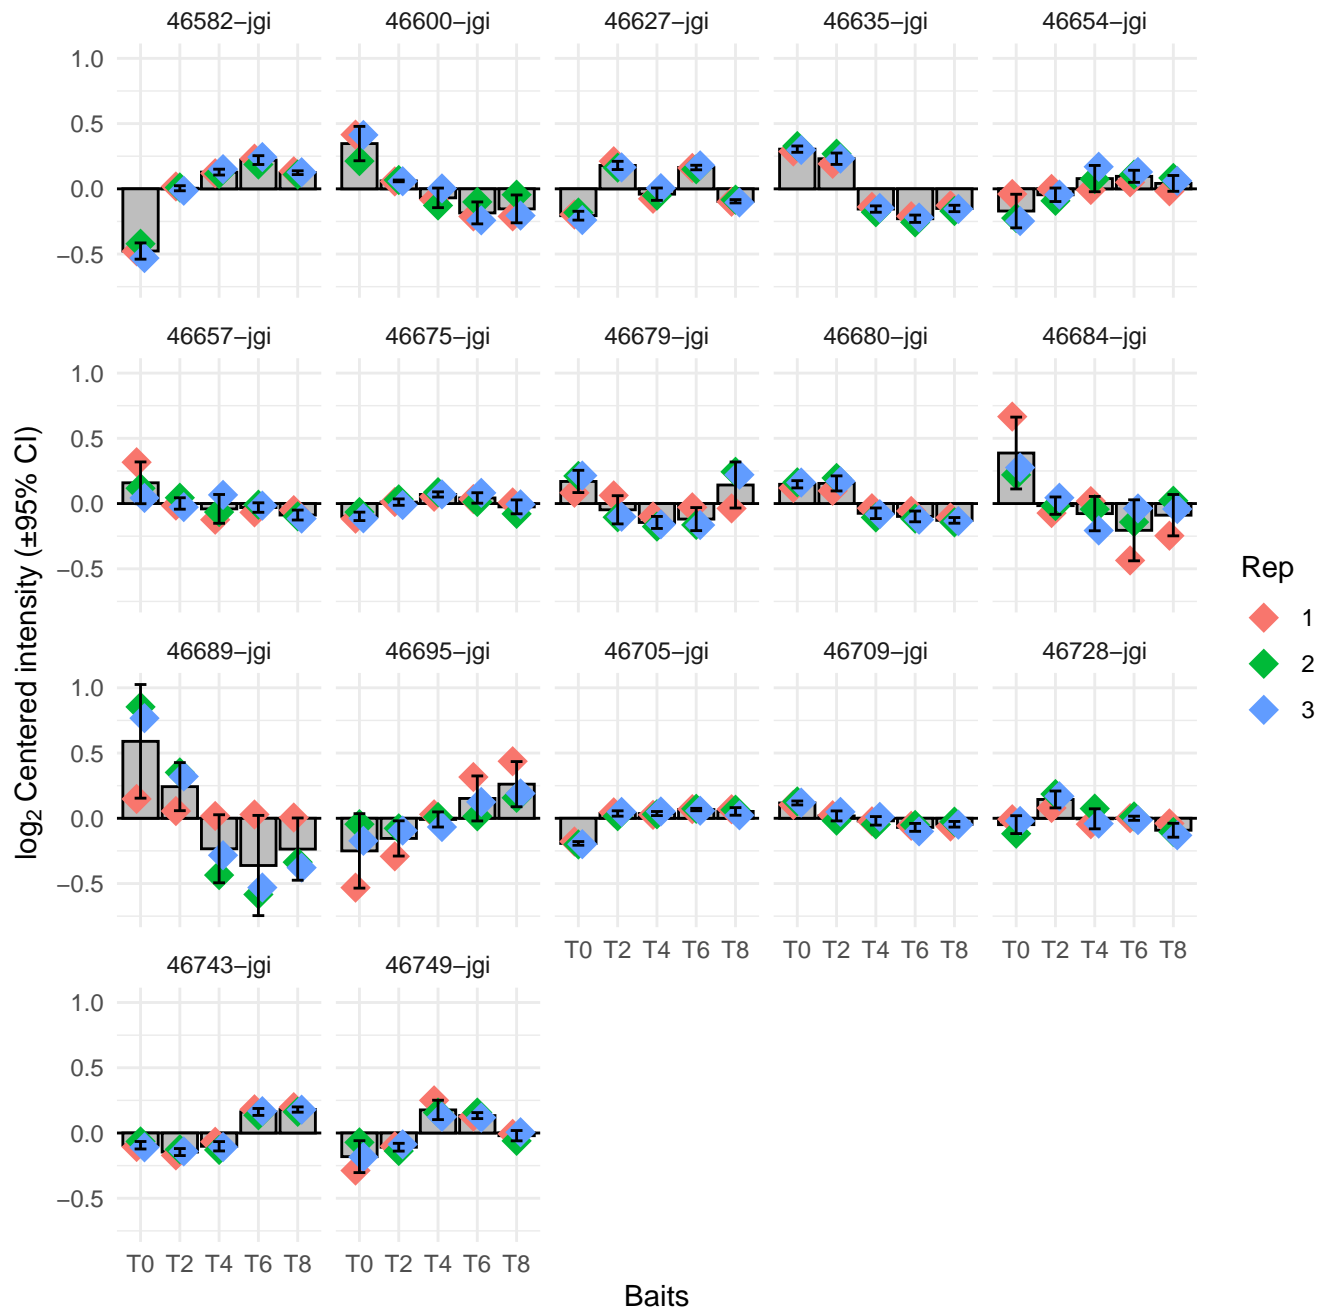 46582−jgi 46600−jgi 46627−jgi 46635−jgi 46654−jgi
1.0
0.5
0.0
−0.5
46657−jgi 46675−jgi 46679−jgi 46680−jgi 46684−jgi
1.0
0.5
0.0
−0.5
log2 Centered intensity (±95% CI)
Rep
1
2
3
46689−jgi 46695−jgi 46705−jgi 46709−jgi 46728−jgi
1.0
0.5
0.0
−0.5
T0 T2 T4 T6 T8 T0 T2 T4 T6 T8 T0 T2 T4 T6 T8
46743−jgi 46749−jgi
1.0
0.5
0.0
−0.5
T0 T2 T4 T6 T8 T0 T2 T4 T6 T8
Baits